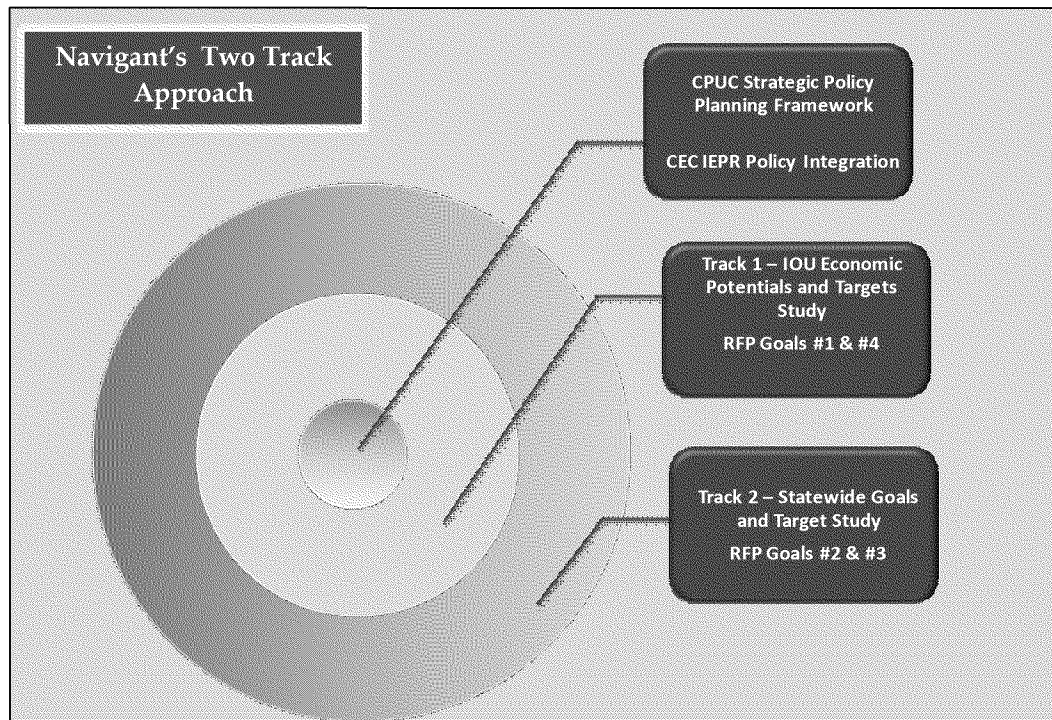 Navigant's Two Track
Approach
CPUC Strategic Policy
Planning Framework
CEC IEPR Policy Integration
Track 1 – IOU Economic
Potentials and Targets
Study
RFP Goals #1 & #4
Track 2 – Statewide Goals
and Target Study
RFP Goals #2 & #3